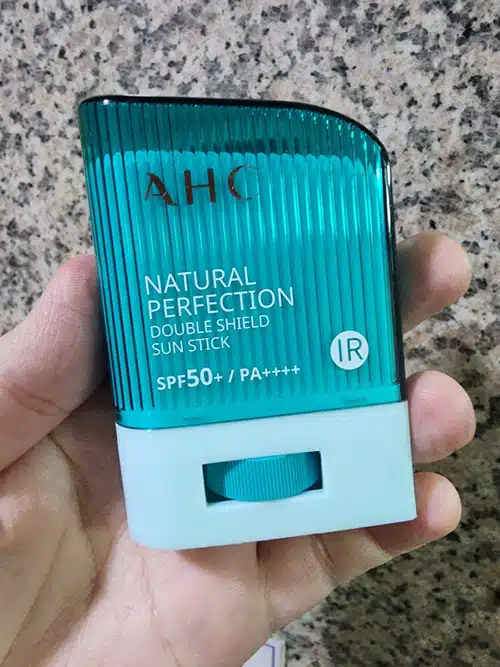 AHC
NATURAL
PERFECTION
DOUBLE SHIELD
SUN STICK
IR
SPF50+ / PA++++